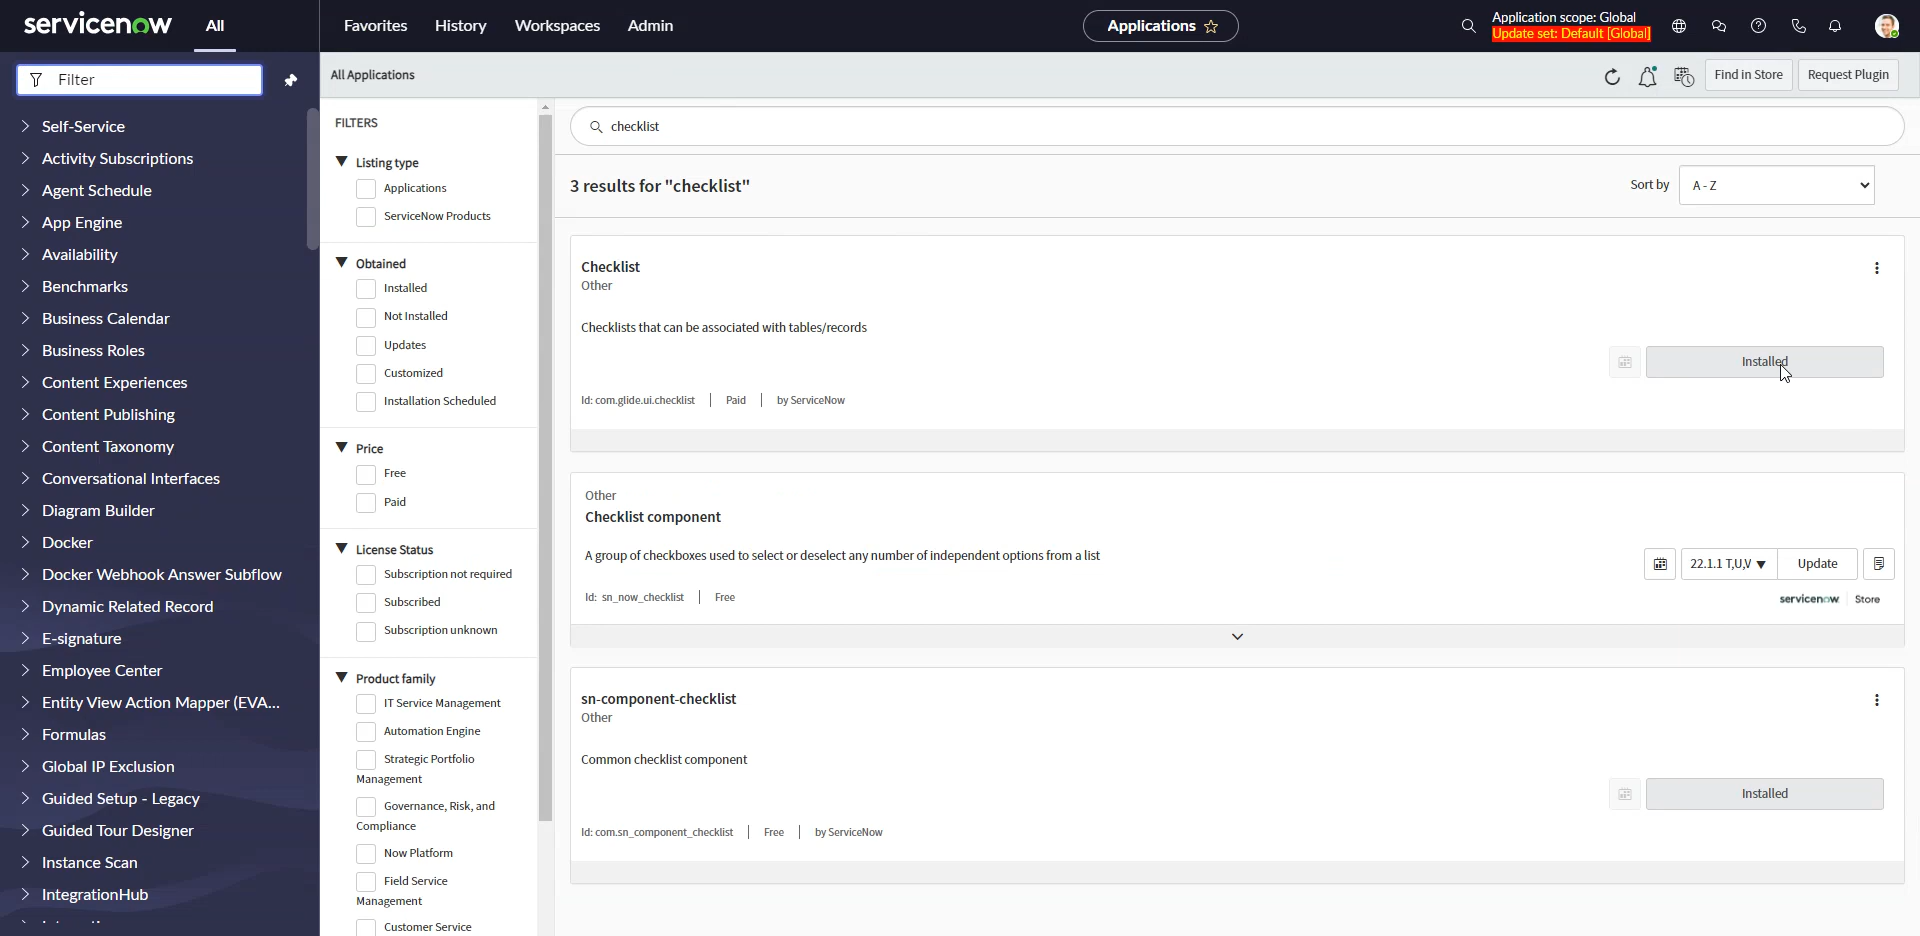 servicenow
All
Favorites
History
Workspaces
Admin
Applications
Application scope: Global
Update set: Default [Global]
Filter
Self-Service
Activity Subscriptions
Agent Schedule
App Engine
Availability
Benchmarks
Business Calendar
Business Roles
Content Experiences
Content Publishing
Content Taxonomy
Conversational Interfaces
Diagram Builder
Docker
Docker Webhook Answer Subflow
Dynamic Related Record
E-signature
Employee Center
Entity View Action Mapper (EVA...
Formulas
Global IP Exclusion
Guided Setup - Legacy
Guided Tour Designer
Instance Scan
IntegrationHub
All Applications
Find in Store
Request Plugin
FILTERS
Listing type
Applications
ServiceNow Products
Obtained
Installed
Not Installed
Updates
Customized
Installation Scheduled
Price
Free
Paid
License Status
Subscription not required
Subscribed
Subscription unknown
Product family
IT Service Management
Automation Engine
Strategic Portfolio
Management
Governance, Risk, and
Compliance
Now Platform
Field Service
Management
Customer Service
checklist
3 results for "checklist"
Sort by
A - Z
Checklist
Other
Checklists that can be associated with tables/records
Installed
Id: com.glide.ui.checklist | Paid | by ServiceNow
Other
Checklist component
A group of checkboxes used to select or deselect any number of independent options from a list
22.1.1 T,U,V
Update
Id: sn_now_checklist | Free
servicenow Store
sn-component-checklist
Other
Common checklist component
Installed
Id: com.sn_component_checklist | Free | by ServiceNow